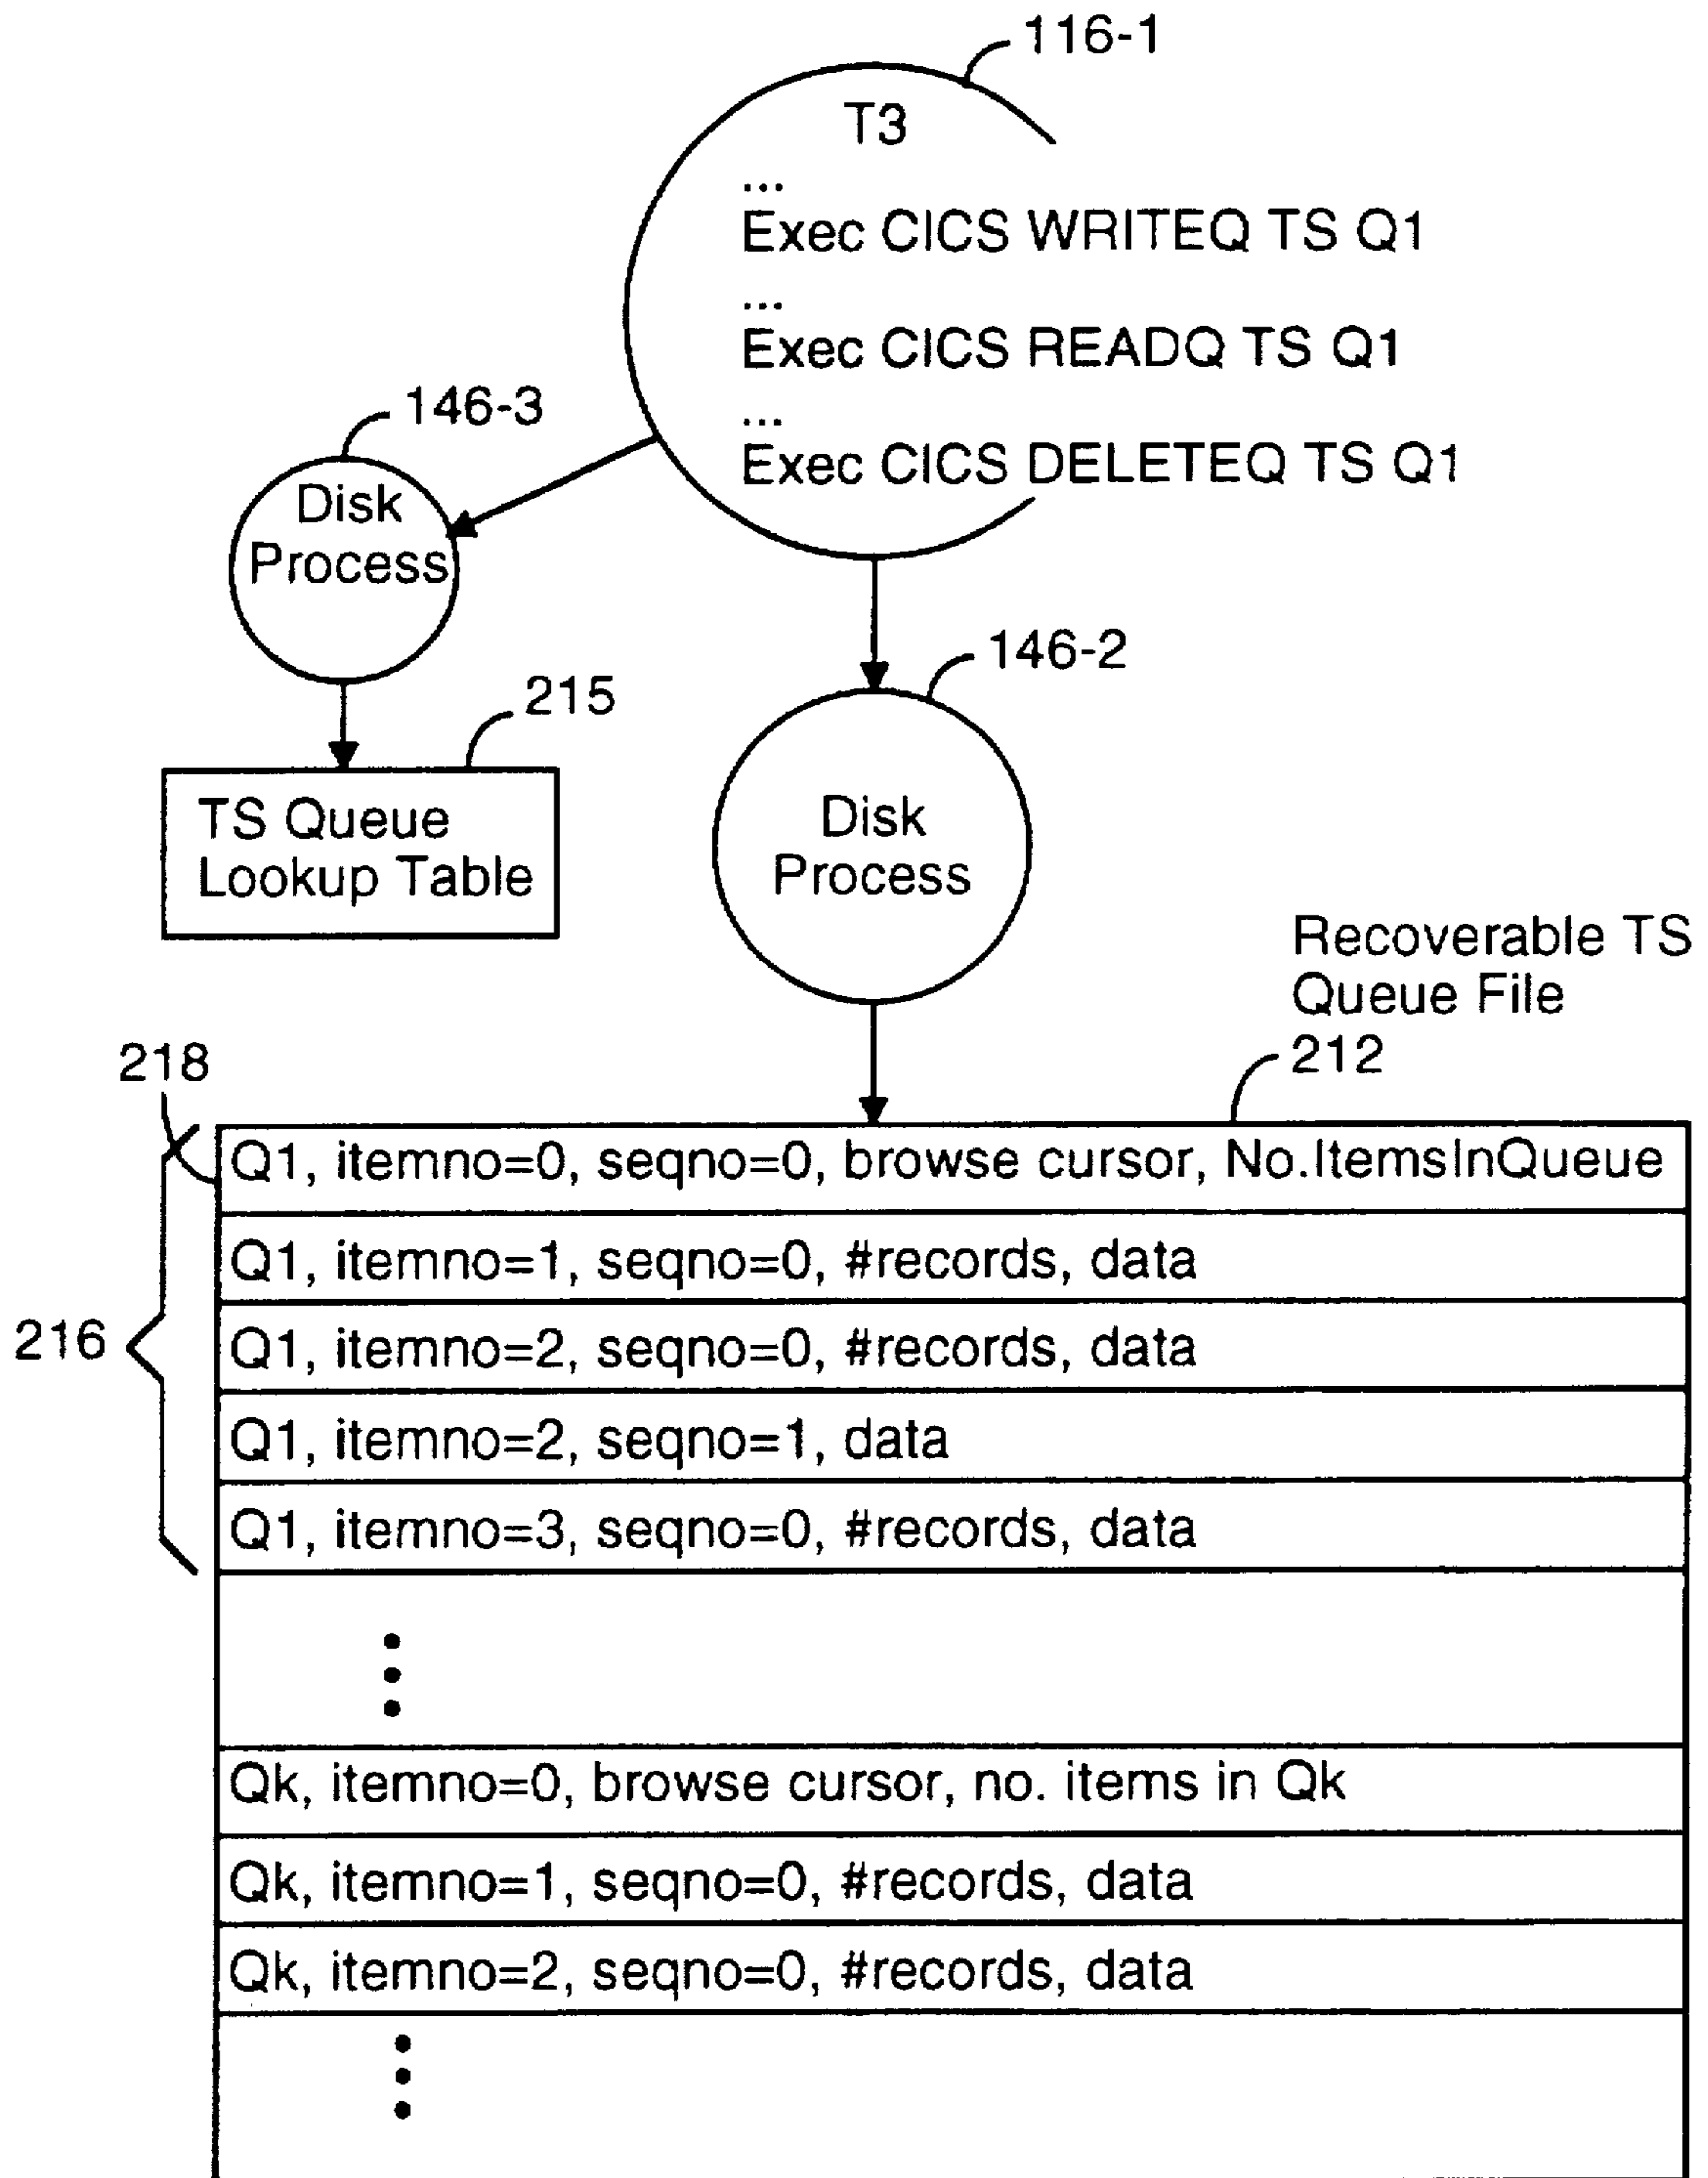 116-1
T3
...
Exec CICS WRITEQ TS Q1
...
Exec CICS READQ TS Q1
...
Exec CICS DELETEQ TS Q1
146-3
Disk
Process
146-2
215
TS Queue
Lookup Table
Disk
Process
Recoverable TS
Queue File
212
218
216
Q1, itemno=0, seqno=0, browse cursor, No.ItemsInQueue
Q1, itemno=1, seqno=0, #records, data
Q1, itemno=2, seqno=0, #records, data
Q1, itemno=2, seqno=1, data
Q1, itemno=3, seqno=0, #records, data
Qk, itemno=0, browse cursor, no. items in Qk
Qk, itemno=1, seqno=0, #records, data
Qk, itemno=2, seqno=0, #records, data